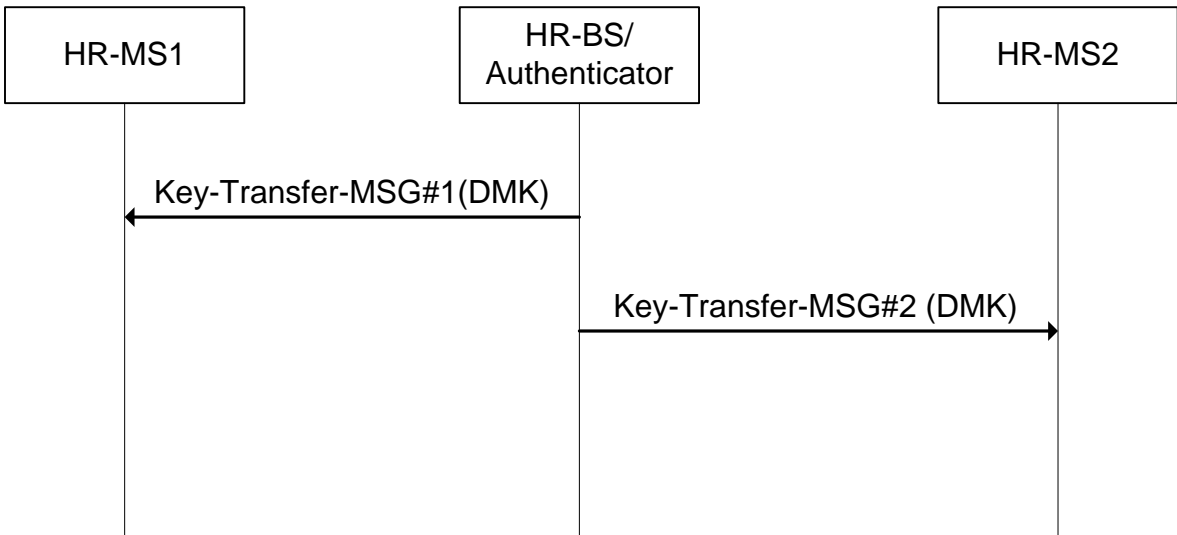 HR-MS1
HR-BS/
Authenticator
HR-MS2
Key-Transfer-MSG#1(DMK)
Key-Transfer-MSG#2 (DMK)